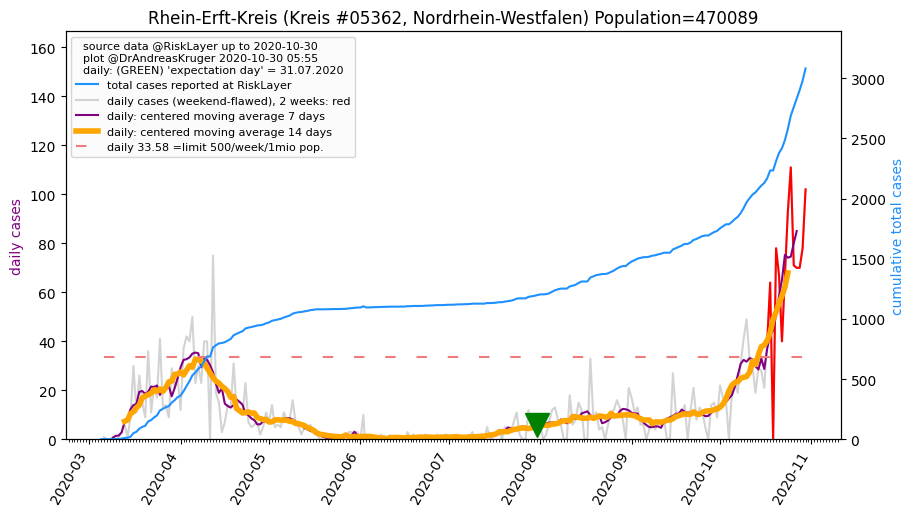 Rhein-Erft-Kreis (Kreis #05362, Nordrhein-Westfalen) Population=470089
source data @RiskLayer up to 2020-10-30
plot @DrAndreasKruger 2020-10-30 05:55
daily: (GREEN) 'expectation day' = 31.07.2020
total cases reported at RiskLayer
daily cases (weekend-flawed), 2 weeks: red
daily: centered moving average 7 days
daily: centered moving average 14 days
daily 33.58 =limit 500/week/1mio pop.
daily cases
160
140
120
100
80
60
40
20
0
cumulative total cases
3000
2500
2000
1500
1000
500
0
2020-03
2020-04
2020-05
2020-06
2020-07
2020-08
2020-09
2020-10
2020-11